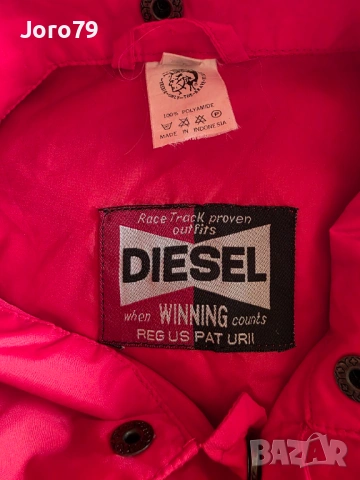 Joro79
100% POLYAMIDE
MADE IN INDONESIA
Race Track proven
outfits
DIESEL
when WINNING counts
REG US PAT URII
BAZAR